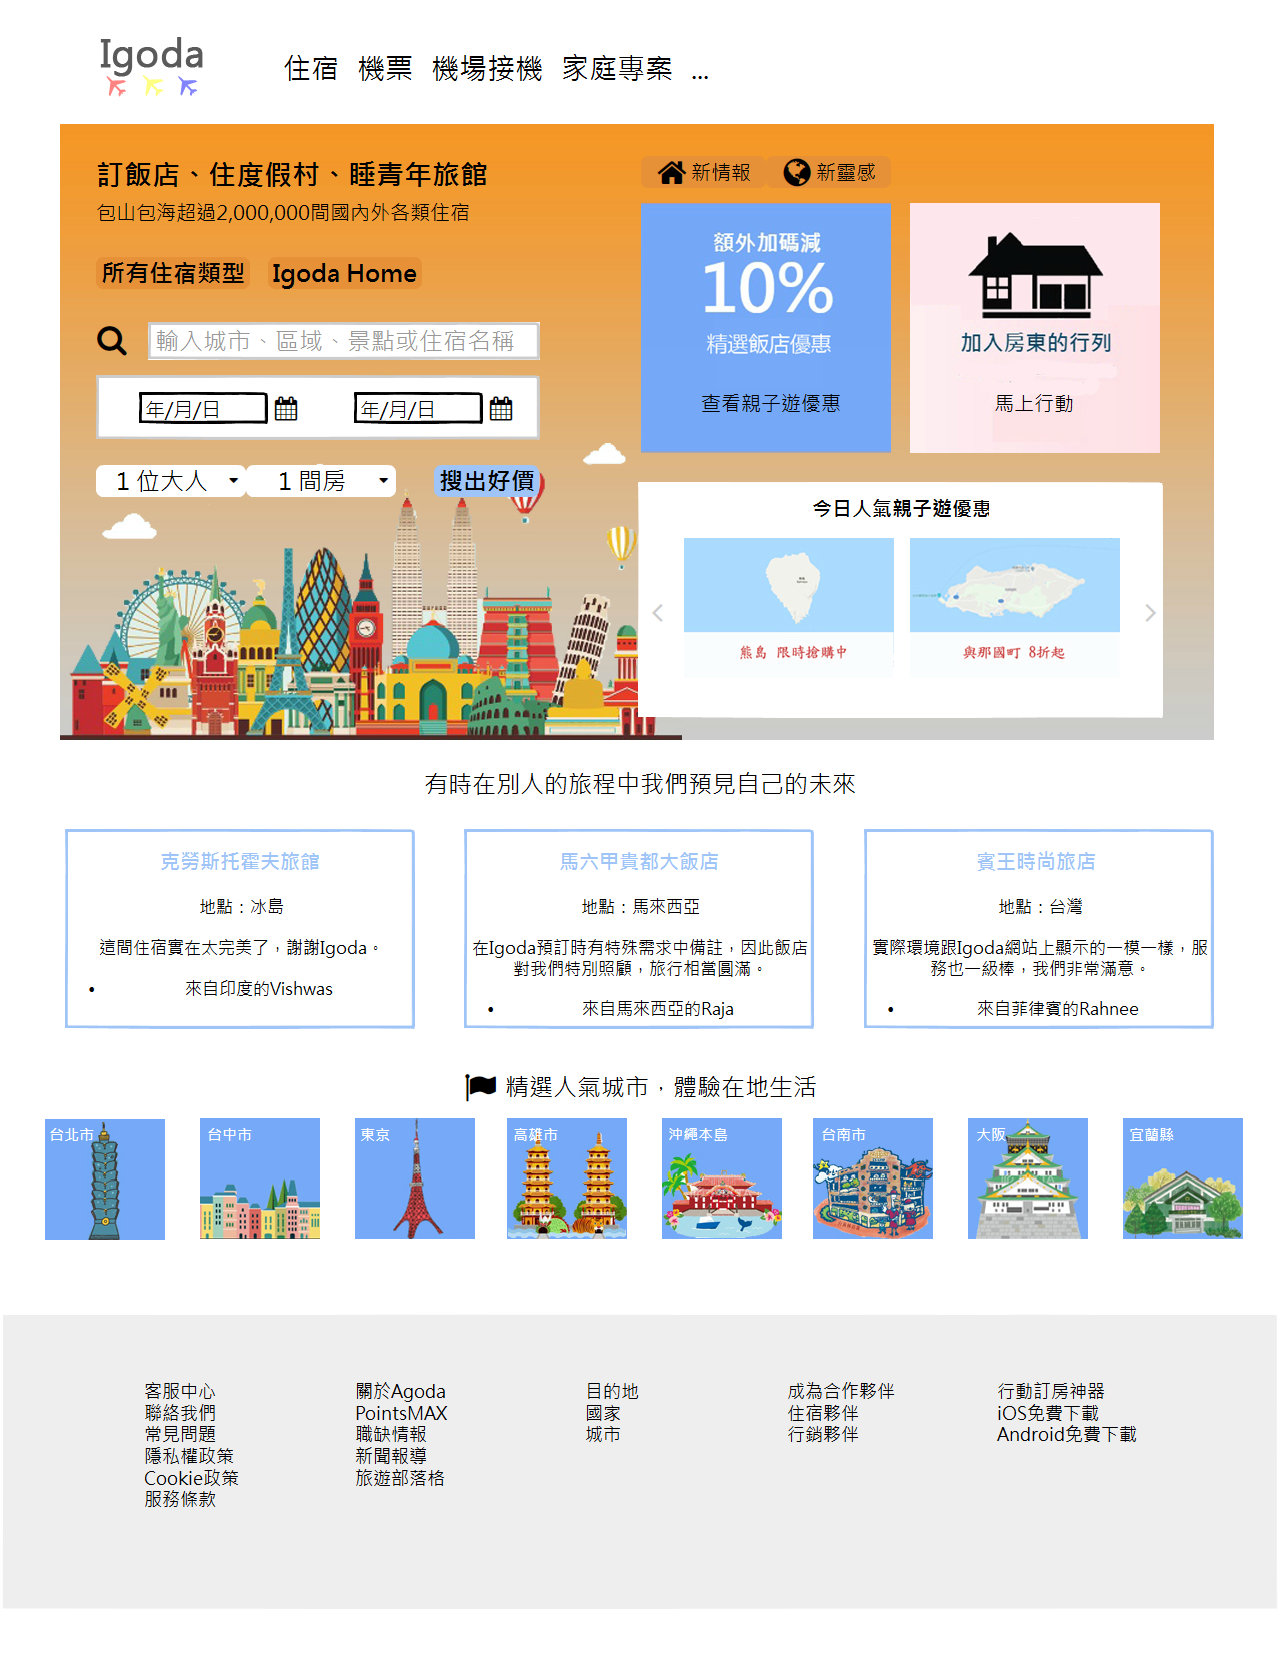 Igoda
住宿 機票 機場接機 家庭專案 ...
訂飯店、住度假村、睡青年旅館
包山包海超過2,000,000間國內外各類住宿
所有住宿類型 Igoda Home
輸入城市、區域、景點或住宿名稱
年/月/日 年/月/日
1 位大人 1 間房 搜出好價
新情報 新靈感
額外加碼減
10%
精選飯店優惠
查看親子遊優惠
加入房東的行列
馬上行動
今日人氣親子遊優惠
熊島 限時搶購中
與那國町 8折起
有時在別人的旅程中我們預見自己的未來
克勞斯托霍夫旅館
地點：冰島
這間住宿實在太完美了，謝謝Igoda。
• 來自印度的Vishwas
馬六甲貴都大飯店
地點：馬來西亞
在Igoda預訂時有特殊需求中備註，因此飯店
對我們特別照顧，旅行相當圓滿。
• 來自馬來西亞的Raja
賓王時尚旅店
地點：台灣
實際環境跟Igoda網站上顯示的一模一樣，服
務也一級棒，我們非常滿意。
• 來自菲律賓的Rahnee
精選人氣城市，體驗在地生活
台北市
台中市
東京
高雄市
沖繩本島
台南市
大阪
宜蘭縣
客服中心
聯絡我們
常見問題
隱私權政策
Cookie政策
服務條款
關於Agoda
PointsMAX
職缺情報
新聞報導
旅遊部落格
目的地
國家
城市
成為合作夥伴
住宿夥伴
行銷夥伴
行動訂房神器
iOS免費下載
Android免費下載